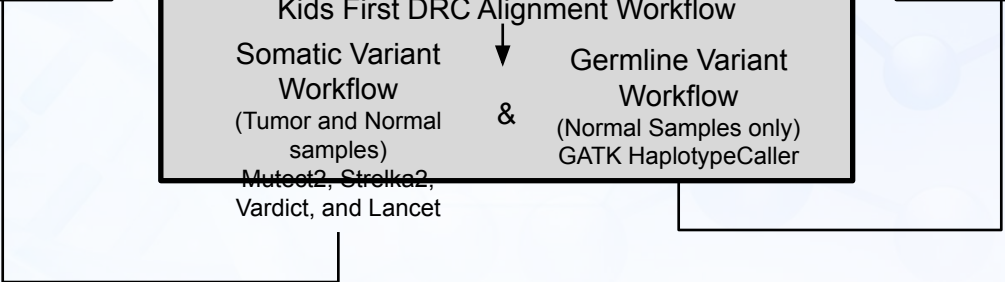 Kids First DRC Alignment Workflow
Somatic Variant
Workflow
(Tumor and Normal
samples)
Mutect2, Strelka2,
Vardict, and Lancet
&
Germline Variant
Workflow
(Normal Samples only)
GATK HaplotypeCaller